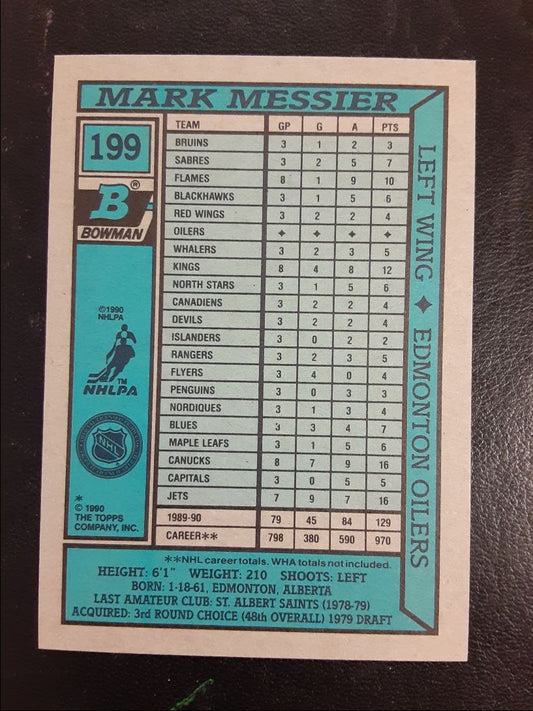 MARK MESSIER
199
B®
BOWMAN
©1990
NHLPA
™
NHLPA
NHL
*
© 1990
THE TOPPS
COMPANY, INC.
TEAM GP G A PTS
BRUINS 3 1 2 3
SABRES 3 2 5 7
FLAMES 8 1 9 10
BLACKHAWKS 3 1 5 6
RED WINGS 3 2 2 4
OILERS ✦ ✦ ✦ ✦
WHALERS 3 2 3 5
KINGS 8 4 8 12
NORTH STARS 3 1 5 6
CANADIENS 3 2 2 4
DEVILS 3 2 2 4
ISLANDERS 3 0 2 2
RANGERS 3 2 3 5
FLYERS 3 4 0 4
PENGUINS 3 0 3 3
NORDIQUES 3 1 3 4
BLUES 3 3 4 7
MAPLE LEAFS 3 1 5 6
CANUCKS 8 7 9 16
CAPITALS 3 0 5 5
JETS 7 9 7 16
1989-90 79 45 84 129
CAREER** 798 380 590 970
LEFT WING ✦ EDMONTON OILERS
**NHL career totals. WHA totals not included.
HEIGHT: 6'1" WEIGHT: 210 SHOOTS: LEFT
BORN: 1-18-61, EDMONTON, ALBERTA
LAST AMATEUR CLUB: ST. ALBERT SAINTS (1978-79)
ACQUIRED: 3rd ROUND CHOICE (48th OVERALL) 1979 DRAFT